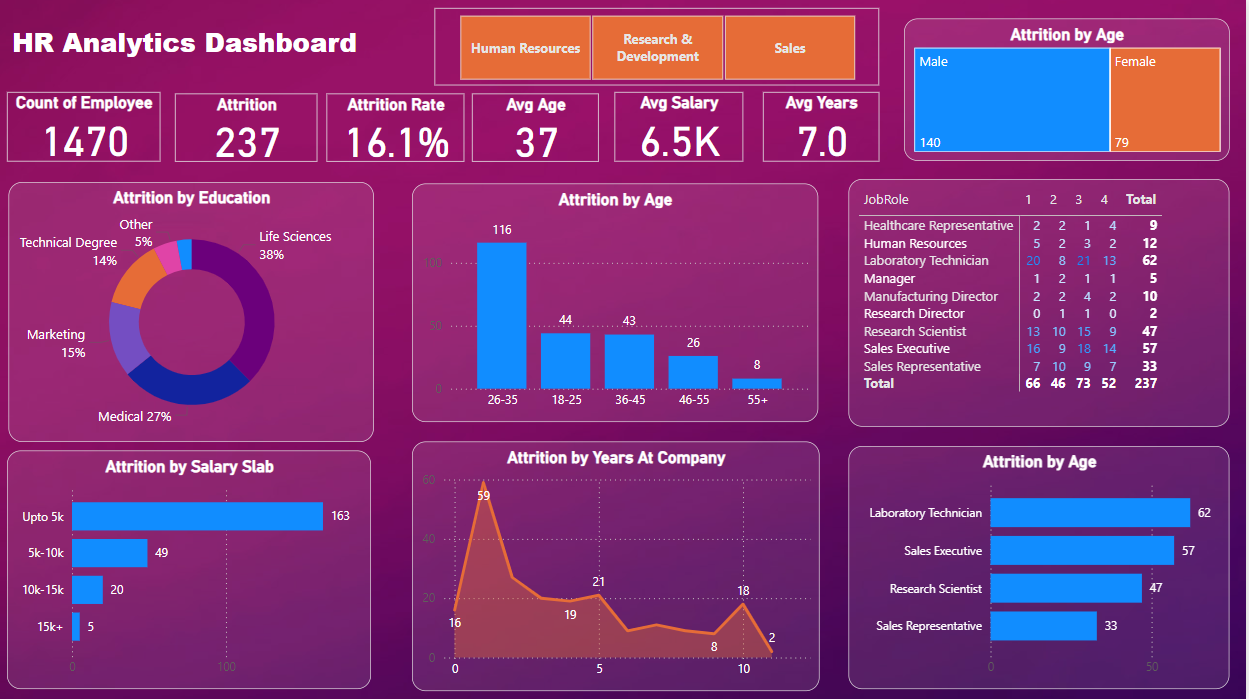 HR Analytics Dashboard
Human Resources
Research &
Development
Sales
Attrition by Age
Male
Female
140
79
Count of Employee
1470
Attrition
237
Attrition Rate
16.1%
Avg Age
37
Avg Salary
6.5K
Avg Years
7.0
Attrition by Education
Other
5%
Technical Degree
14%
Life Sciences
38%
Marketing
15%
Medical 27%
Attrition by Age
116
100
44
43
50
26
8
0
26-35 18-25 36-45 46-55 55+
JobRole 1 2 3 4 Total
Healthcare Representative 2 2 1 4 9
Human Resources 5 2 3 2 12
Laboratory Technician 20 8 21 13 62
Manager 1 2 1 1 5
Manufacturing Director 2 2 4 2 10
Research Director 0 1 1 0 2
Research Scientist 13 10 15 9 47
Sales Executive 16 9 18 14 57
Sales Representative 7 10 9 7 33
Total 66 46 73 52 237
Attrition by Salary Slab
Upto 5k 163
5k-10k 49
10k-15k 20
15k+ 5
0 100
Attrition by Years At Company
60
59
40
21
18
20
16
19
8
2
0
0 5 10
Attrition by Age
Laboratory Technician 62
Sales Executive 57
Research Scientist 47
Sales Representative 33
0 50